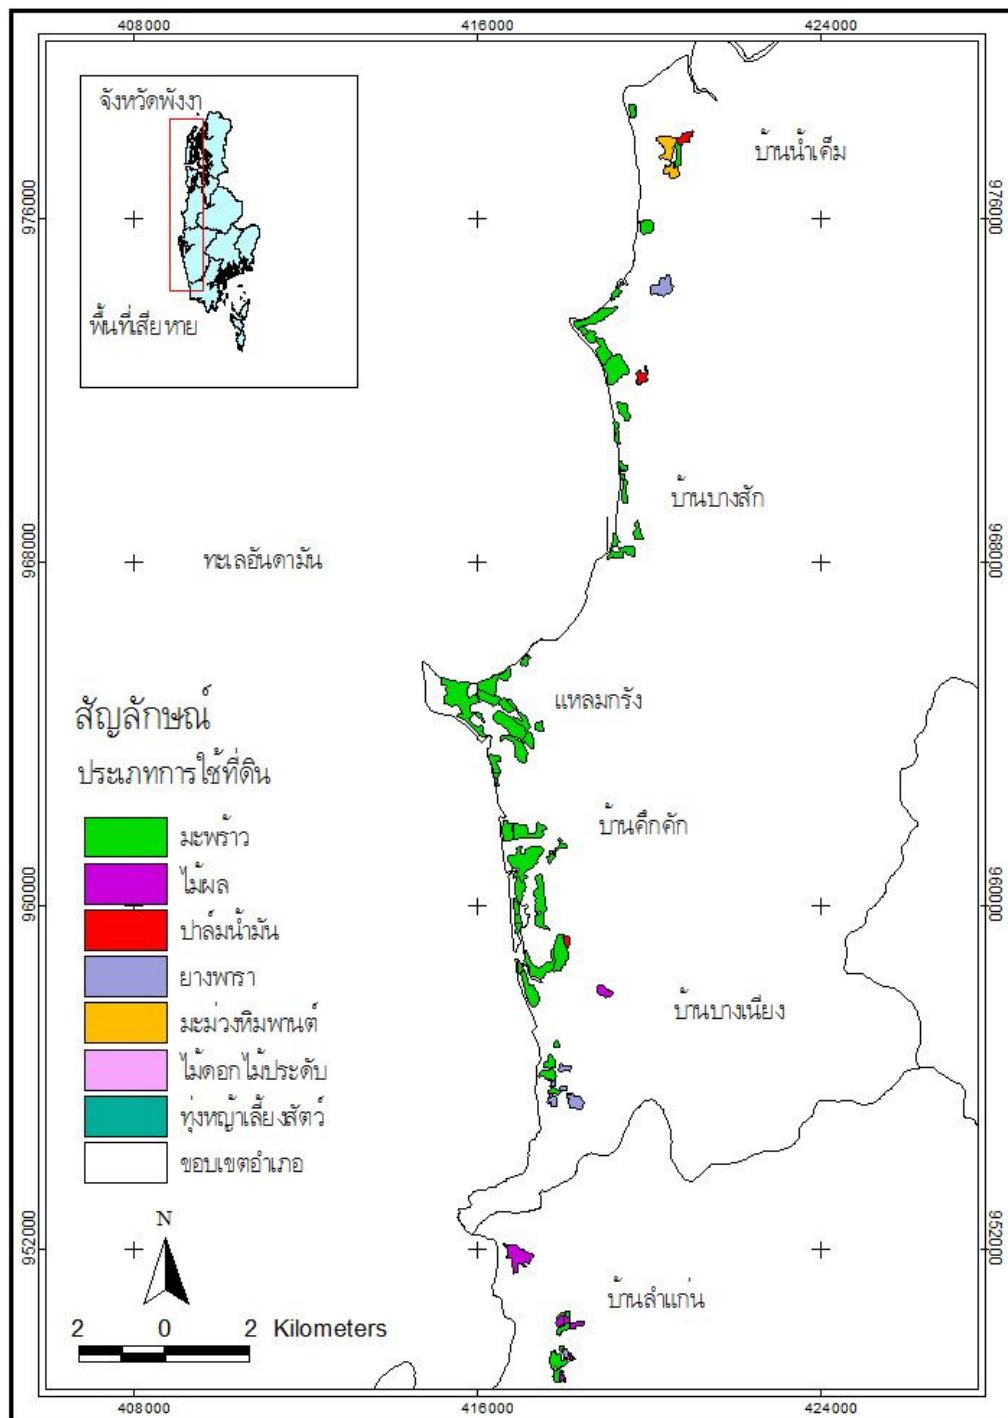 408000 416000 424000
จังหวัดพังงา
พื้นที่เสียหาย
บ้านน้ำเค็ม
976000 976000
บ้านบางสัก
ทะเลอันดามัน
968000 968000
แหลมกรัง
สัญลักษณ์
ประเภทการใช้ที่ดิน
มะพร้าว
ไม้ผล
ปาล์มน้ำมัน
ยางพารา
มะม่วงหิมพานต์
ไม้ดอกไม้ประดับ
ทุ่งหญ้าเลี้ยงสัตว์
ขอบเขตอำเภอ
บ้านคึกคัก
960000 960000
บ้านบางเนียง
952000 952000
บ้านลำแก่น
N
2 0 2 Kilometers
408000 416000 424000